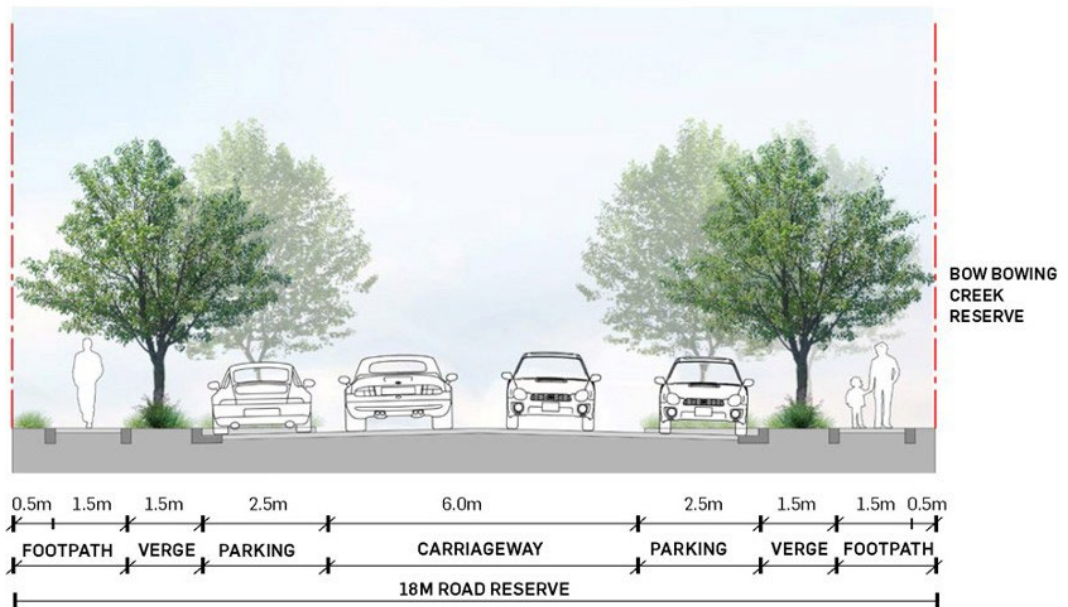 BOW BOWING
CREEK
RESERVE
0.5m 1.5m 1.5m 2.5m 6.0m 2.5m 1.5m 1.5m 0.5m
FOOTPATH VERGE PARKING CARRIAGEWAY PARKING VERGE FOOTPATH
18M ROAD RESERVE